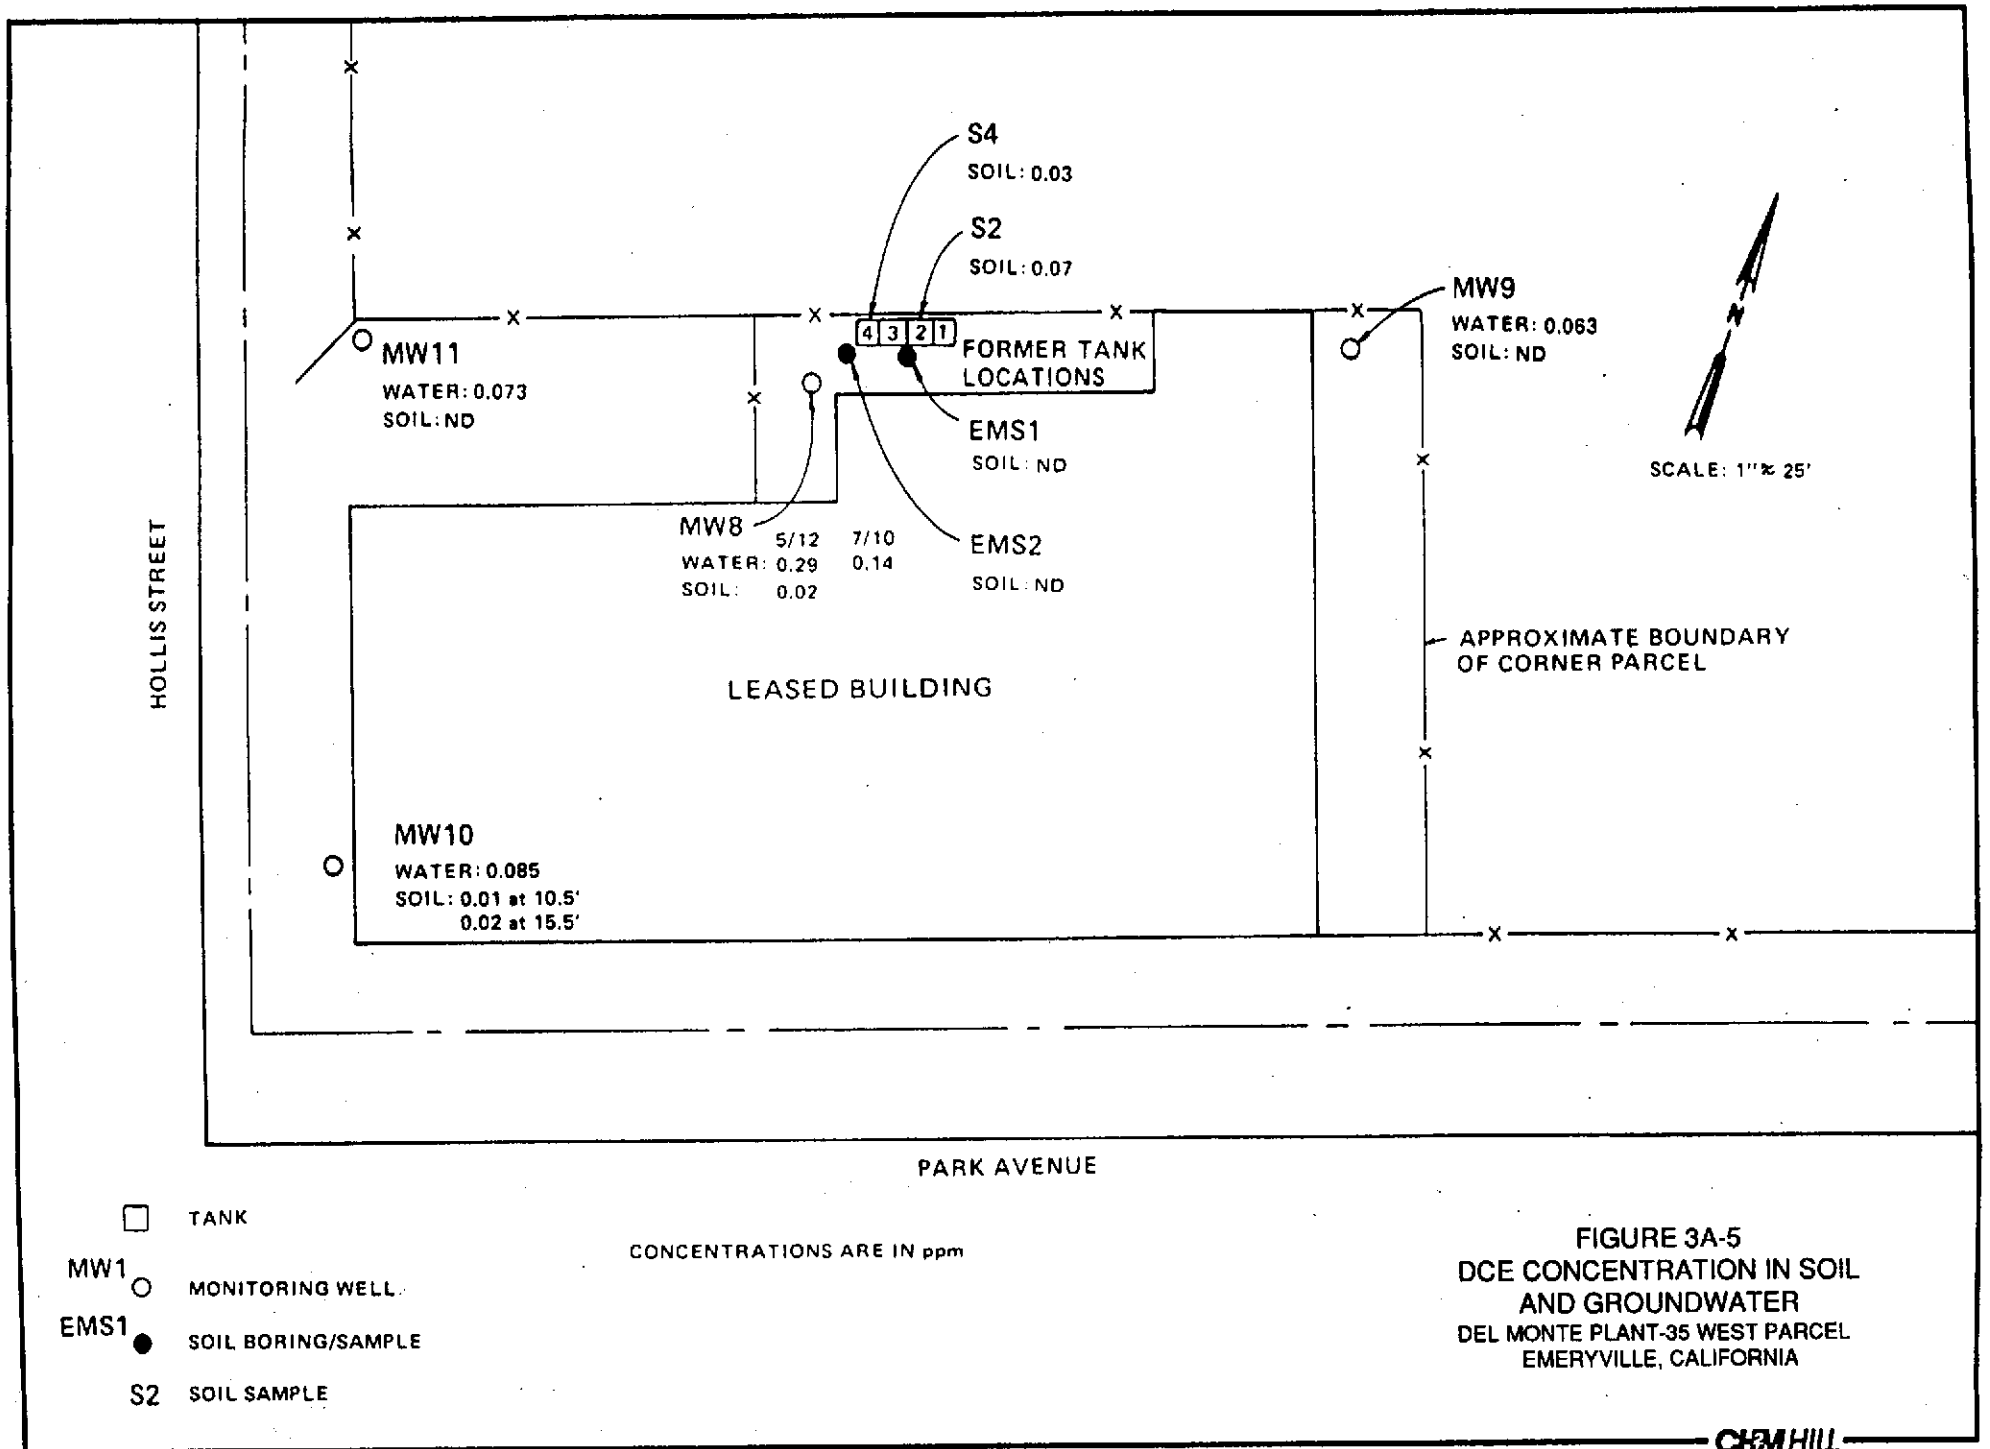 S4
SOIL: 0.03
S2
SOIL: 0.07
MW9
WATER: 0.063
SOIL: ND
N
SCALE: 1"≈ 25'
4 3 2 1
FORMER TANK
LOCATIONS
MW11
WATER: 0.073
SOIL: ND
EMS1
SOIL: ND
MW8
5/12 7/10
WATER: 0.29 0.14
SOIL: 0.02
EMS2
SOIL: ND
HOLLIS STREET
APPROXIMATE BOUNDARY
OF CORNER PARCEL
LEASED BUILDING
MW10
WATER: 0.085
SOIL: 0.01 at 10.5'
0.02 at 15.5'
PARK AVENUE
TANK
MW1
MONITORING WELL
EMS1
SOIL BORING/SAMPLE
S2 SOIL SAMPLE
CONCENTRATIONS ARE IN ppm
FIGURE 3A-5
DCE CONCENTRATION IN SOIL
AND GROUNDWATER
DEL MONTE PLANT-35 WEST PARCEL
EMERYVILLE, CALIFORNIA
CH2M HILL